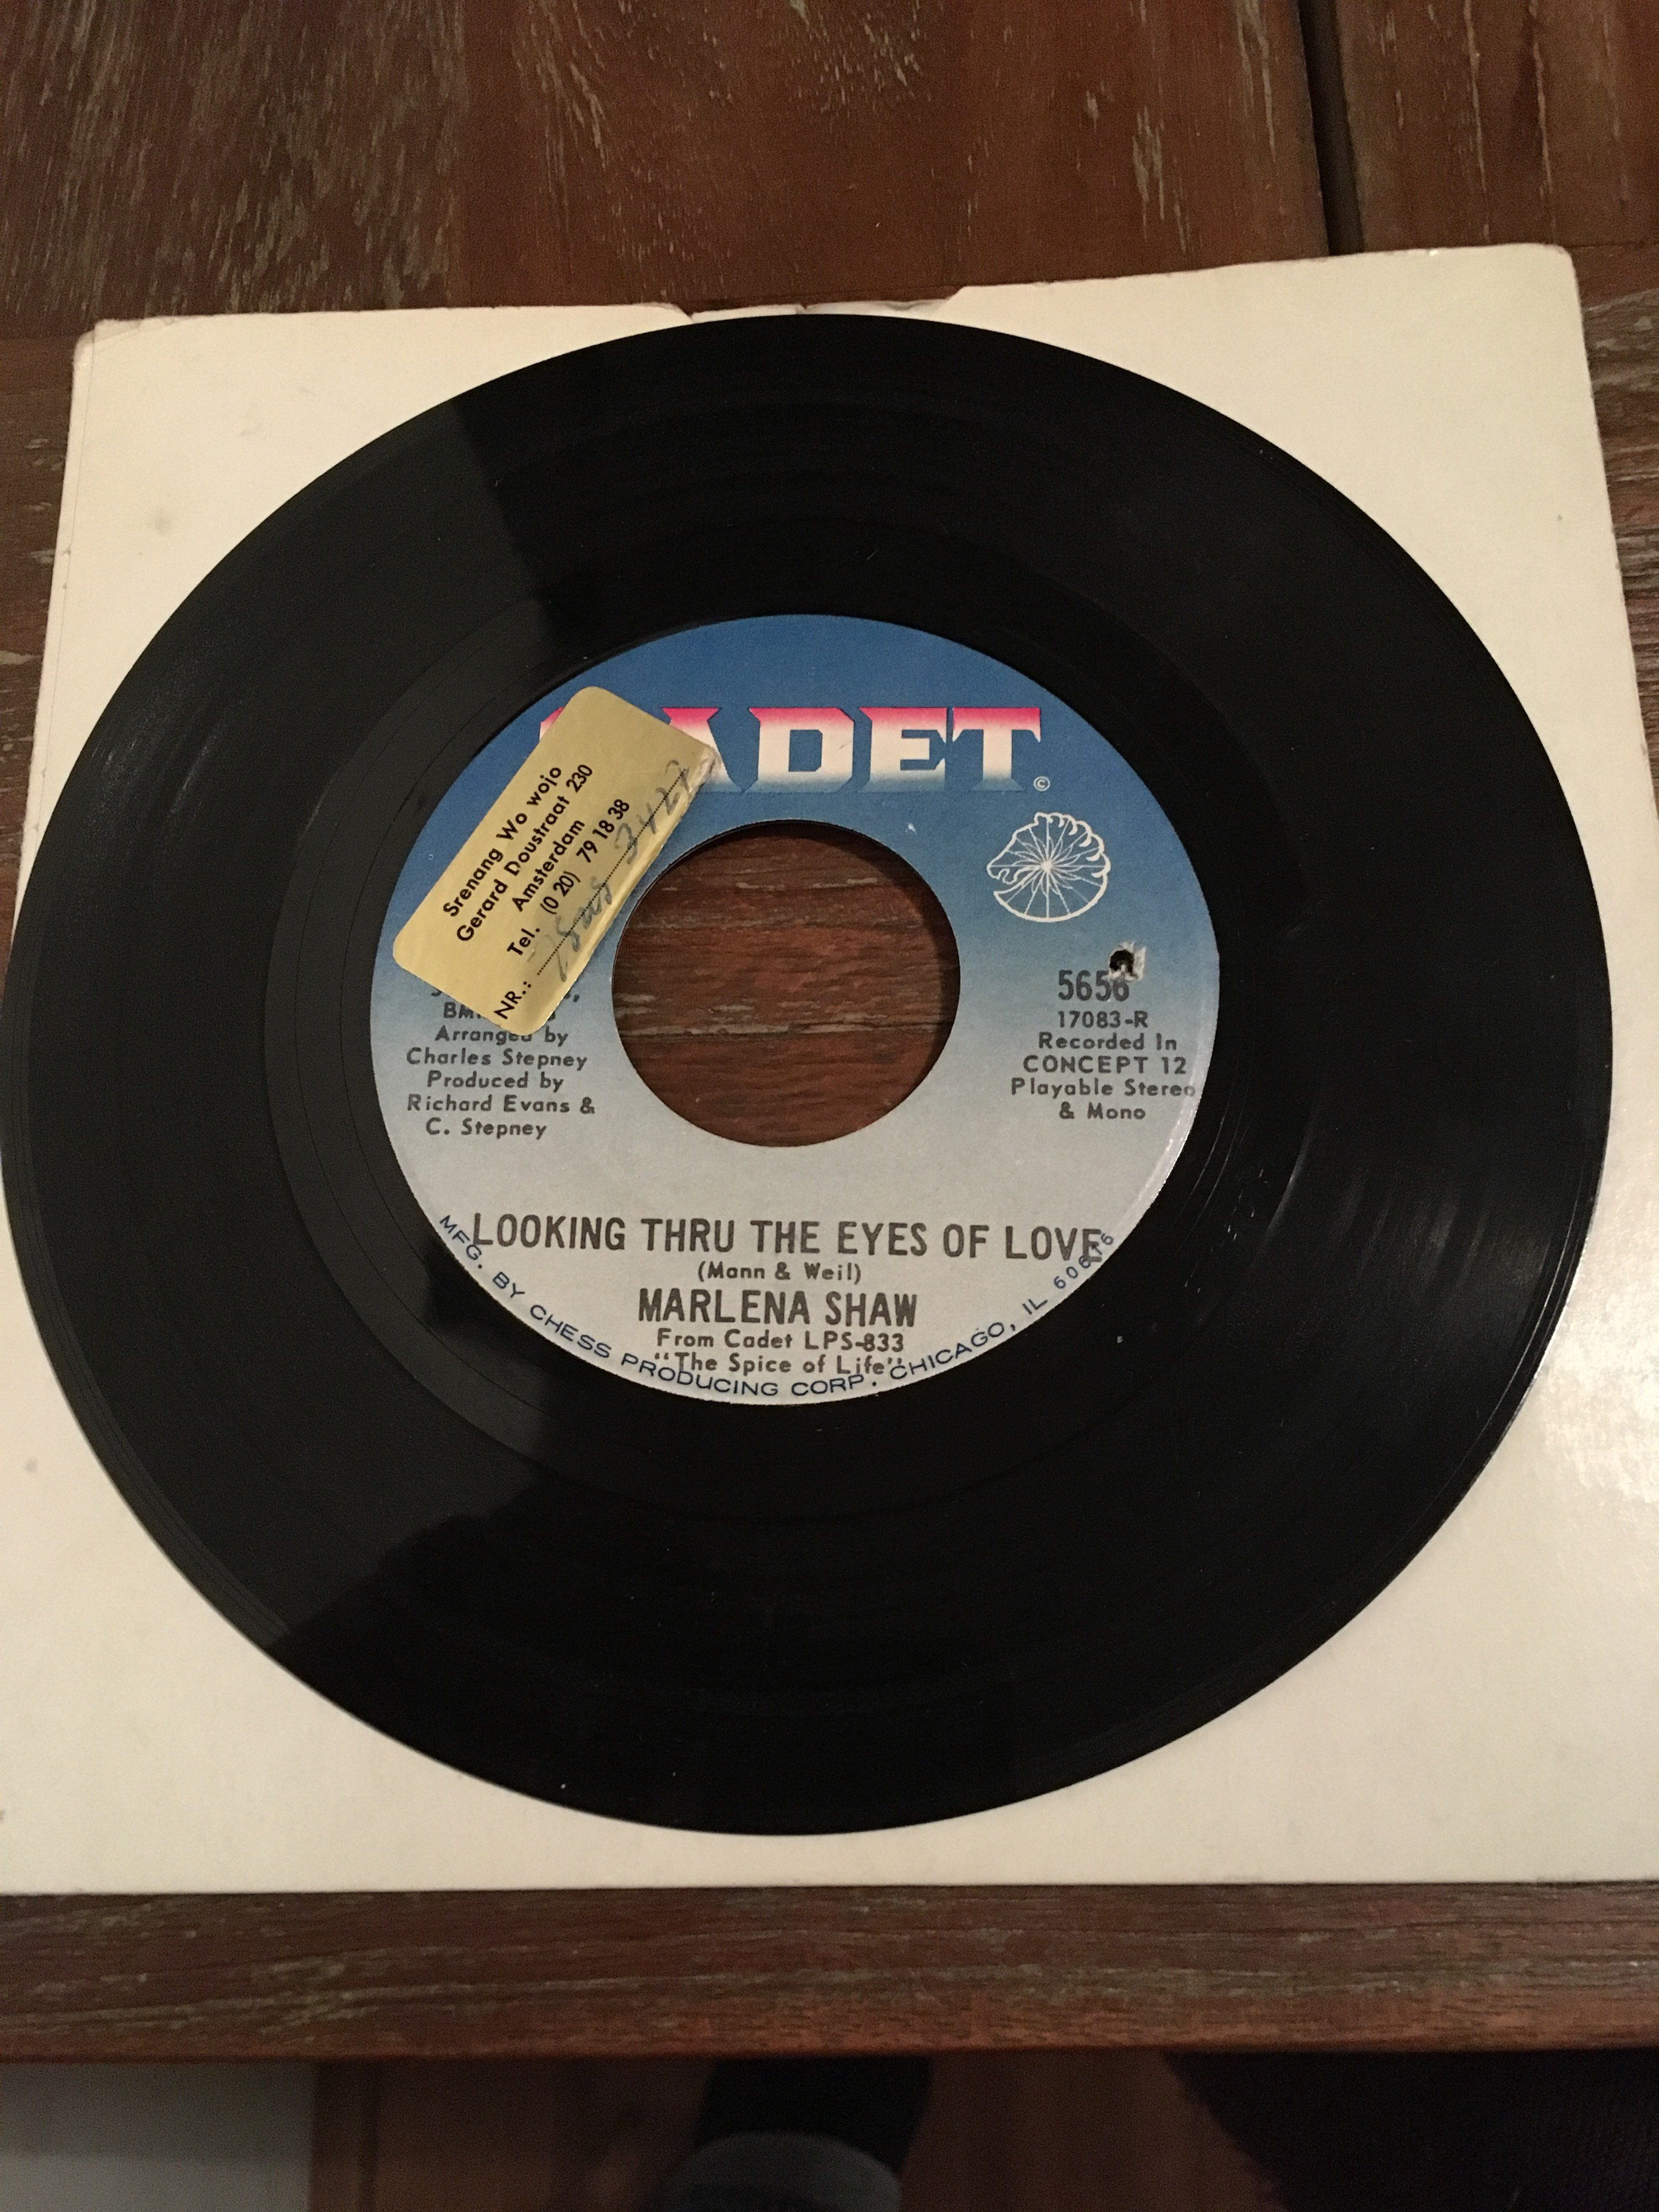 ADET
©
Srenang Wo wojo
Gerard Doustraat 230
Amsterdam
Tel. (0 20) 79 18 38
NR.:
BM
Arranged by
Charles Stepney
Produced by
Richard Evans &
C. Stepney
5656
17083-R
Recorded In
CONCEPT 12
Playable Stereo
& Mono
LOOKING THRU THE EYES OF LOVE
(Mann & Weil)
MARLENA SHAW
From Cadet LPS-833
"The Spice of Life"
MFG. BY CHESS PRODUCING CORP. CHICAGO, IL 60616